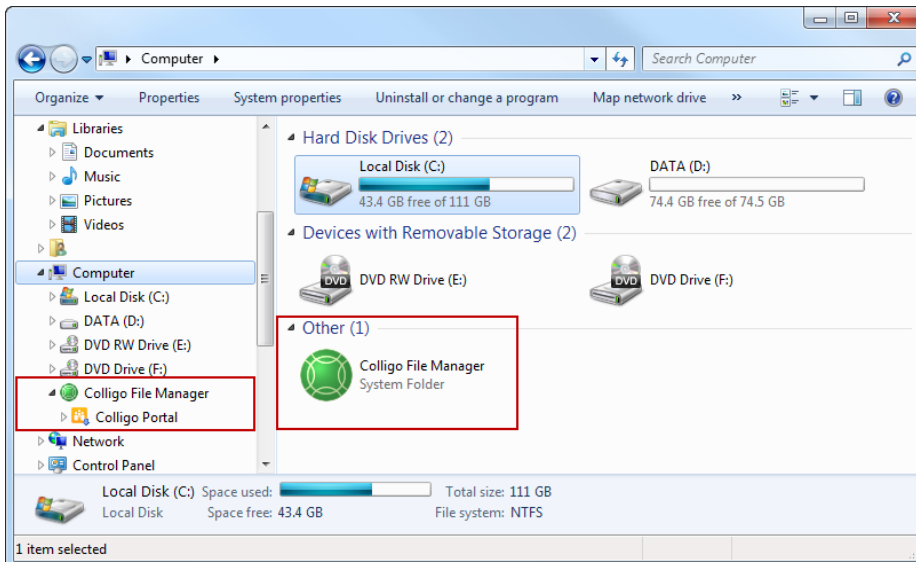 Computer
Search Computer
Organize
Properties
System properties
Uninstall or change a program
Map network drive
»
Libraries
Documents
Music
Pictures
Videos
Computer
Local Disk (C:)
DATA (D:)
DVD RW Drive (E:)
DVD Drive (F:)
Colligo File Manager
Colligo Portal
Network
Control Panel
Hard Disk Drives (2)
Local Disk (C:)
43.4 GB free of 111 GB
DATA (D:)
74.4 GB free of 74.5 GB
Devices with Removable Storage (2)
DVD
DVD RW Drive (E:)
DVD
DVD Drive (F:)
Other (1)
Colligo File Manager
System Folder
Local Disk (C:) Space used: Total size: 111 GB
Local Disk Space free: 43.4 GB File system: NTFS
1 item selected